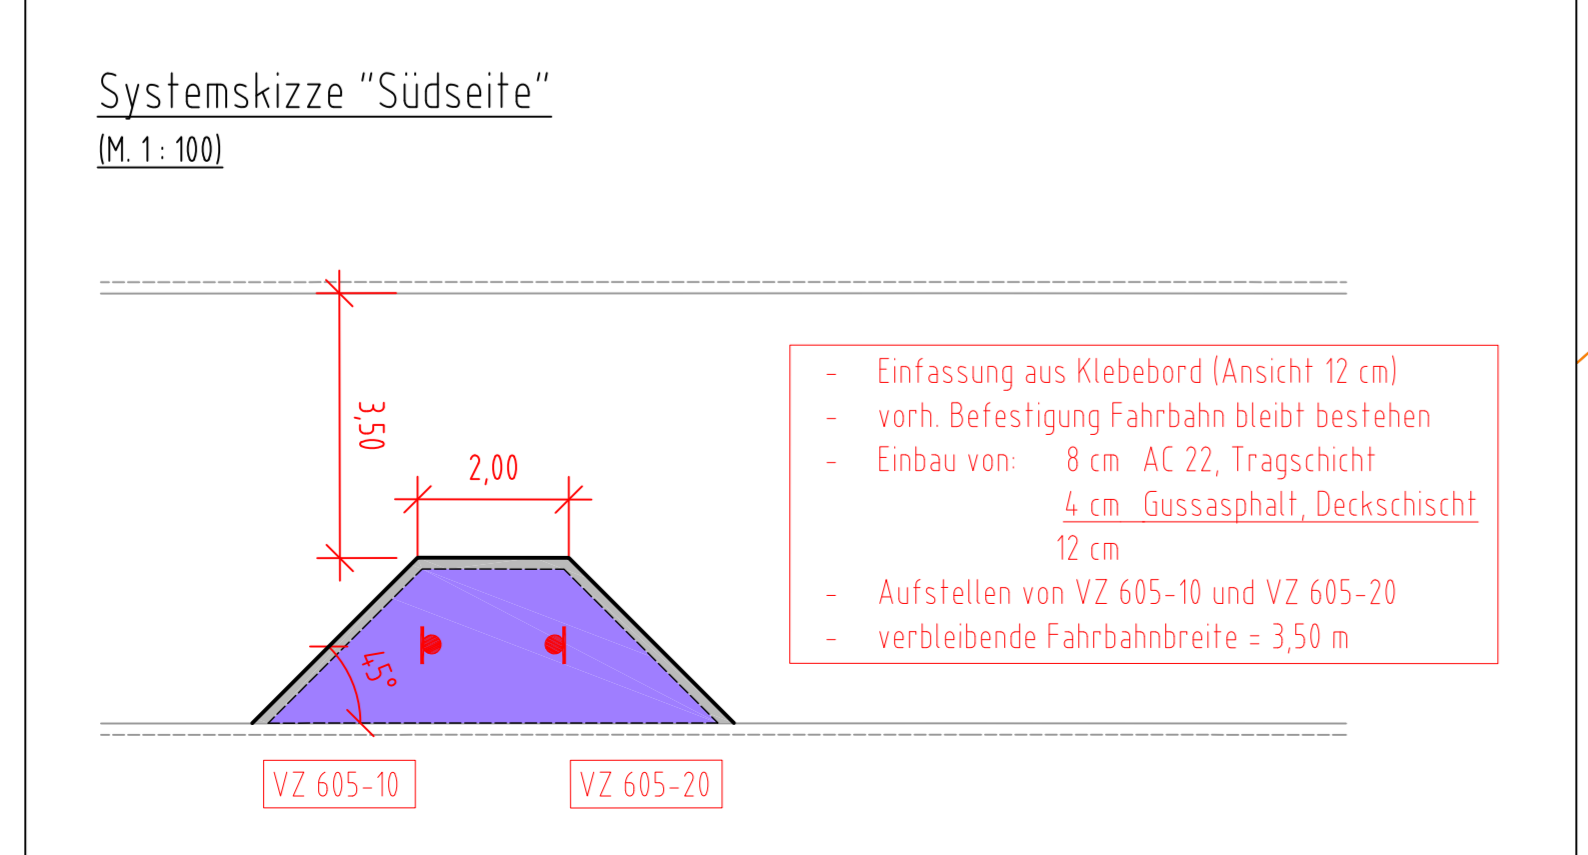 Systemskizze "Südseite"
(M. 1 : 100)
3,50
2,00
45°
- Einfassung aus Klebebord (Ansicht 12 cm)
- vorh. Befestigung Fahrbahn bleibt bestehen
- Einbau von: 8 cm AC 22, Tragschicht
4 cm Gussasphalt, Deckschischt
12 cm
- Aufstellen von VZ 605-10 und VZ 605-20
- verbleibende Fahrbahnbreite = 3,50 m
VZ 605-10
VZ 605-20